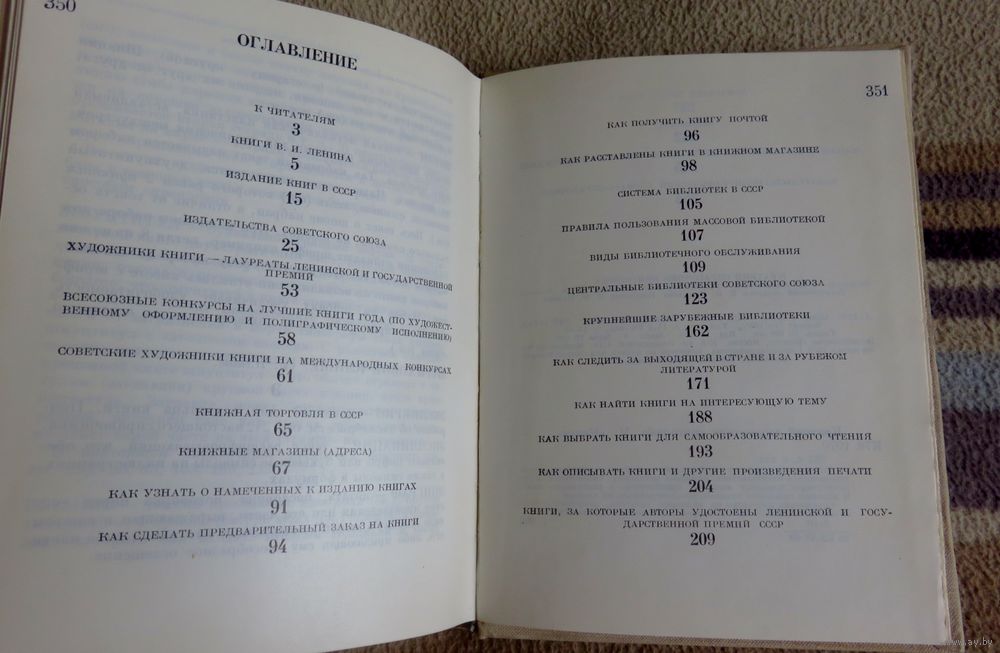 350
ОГЛАВЛЕНИЕ
К ЧИТАТЕЛЯМ
3
КНИГИ В. И. ЛЕНИНА
5
ИЗДАНИЕ КНИГ В СССР
15
ИЗДАТЕЛЬСТВА СОВЕТСКОГО СОЮЗА
25
ХУДОЖНИКИ КНИГИ — ЛАУРЕАТЫ ЛЕНИНСКОЙ И ГОСУДАРСТВЕННОЙ
ПРЕМИЙ
53
ВСЕСОЮЗНЫЕ КОНКУРСЫ НА ЛУЧШИЕ КНИГИ ГОДА (ПО ХУДОЖЕСТ-
ВЕННОМУ ОФОРМЛЕНИЮ И ПОЛИГРАФИЧЕСКОМУ ИСПОЛНЕНИЮ)
58
СОВЕТСКИЕ ХУДОЖНИКИ КНИГИ НА МЕЖДУНАРОДНЫХ КОНКУРСАХ
61
КНИЖНАЯ ТОРГОВЛЯ В СССР
65
КНИЖНЫЕ МАГАЗИНЫ (АДРЕСА)
67
КАК УЗНАТЬ О НАМЕЧЕННЫХ К ИЗДАНИЮ КНИГАХ
91
КАК СДЕЛАТЬ ПРЕДВАРИТЕЛЬНЫЙ ЗАКАЗ НА КНИГИ
94
351
КАК ПОЛУЧИТЬ КНИГУ ПОЧТОЙ
96
КАК РАССТАВЛЕНЫ КНИГИ В КНИЖНОМ МАГАЗИНЕ
98
СИСТЕМА БИБЛИОТЕК В СССР
105
ПРАВИЛА ПОЛЬЗОВАНИЯ МАССОВОЙ БИБЛИОТЕКОЙ
107
ВИДЫ БИБЛИОТЕЧНОГО ОБСЛУЖИВАНИЯ
109
ЦЕНТРАЛЬНЫЕ БИБЛИОТЕКИ СОВЕТСКОГО СОЮЗА
123
КРУПНЕЙШИЕ ЗАРУБЕЖНЫЕ БИБЛИОТЕКИ
162
КАК СЛЕДИТЬ ЗА ВЫХОДЯЩЕЙ В СТРАНЕ И ЗА РУБЕЖОМ
ЛИТЕРАТУРОЙ
171
КАК НАЙТИ КНИГИ НА ИНТЕРЕСУЮЩУЮ ТЕМУ
188
КАК ВЫБРАТЬ КНИГИ ДЛЯ САМООБРАЗОВАТЕЛЬНОГО ЧТЕНИЯ
193
КАК ОПИСЫВАТЬ КНИГИ И ДРУГИЕ ПРОИЗВЕДЕНИЯ ПЕЧАТИ
204
КНИГИ, ЗА КОТОРЫЕ АВТОРЫ УДОСТОЕНЫ ЛЕНИНСКОЙ И ГОСУ-
ДАРСТВЕННОЙ ПРЕМИЙ СССР
209
www.ay.by